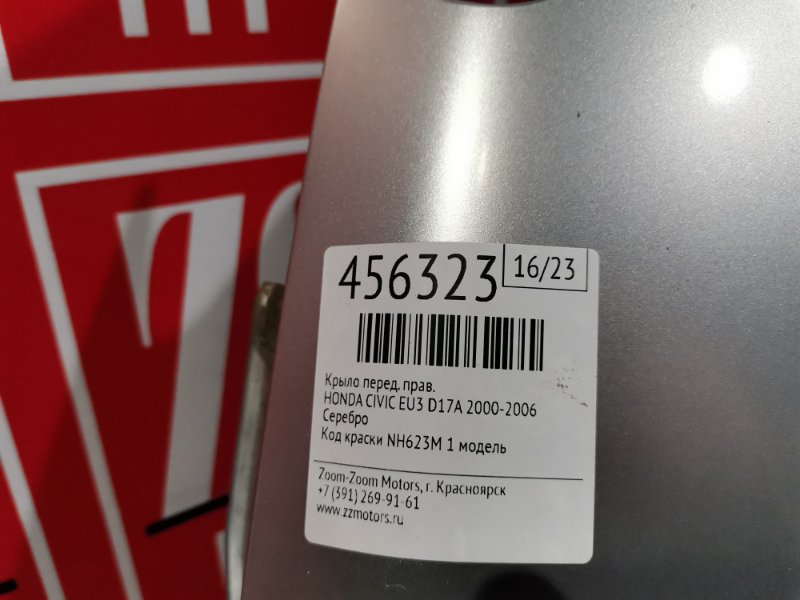 456323
16/23
Крыло перед. прав.
HONDA CIVIC EU3 D17A 2000-2006
Серебро
Код краски NH623M 1 модель
Zoom-Zoom Motors, г. Красноярск
+7 (391) 269-91-61
www.zzmotors.ru